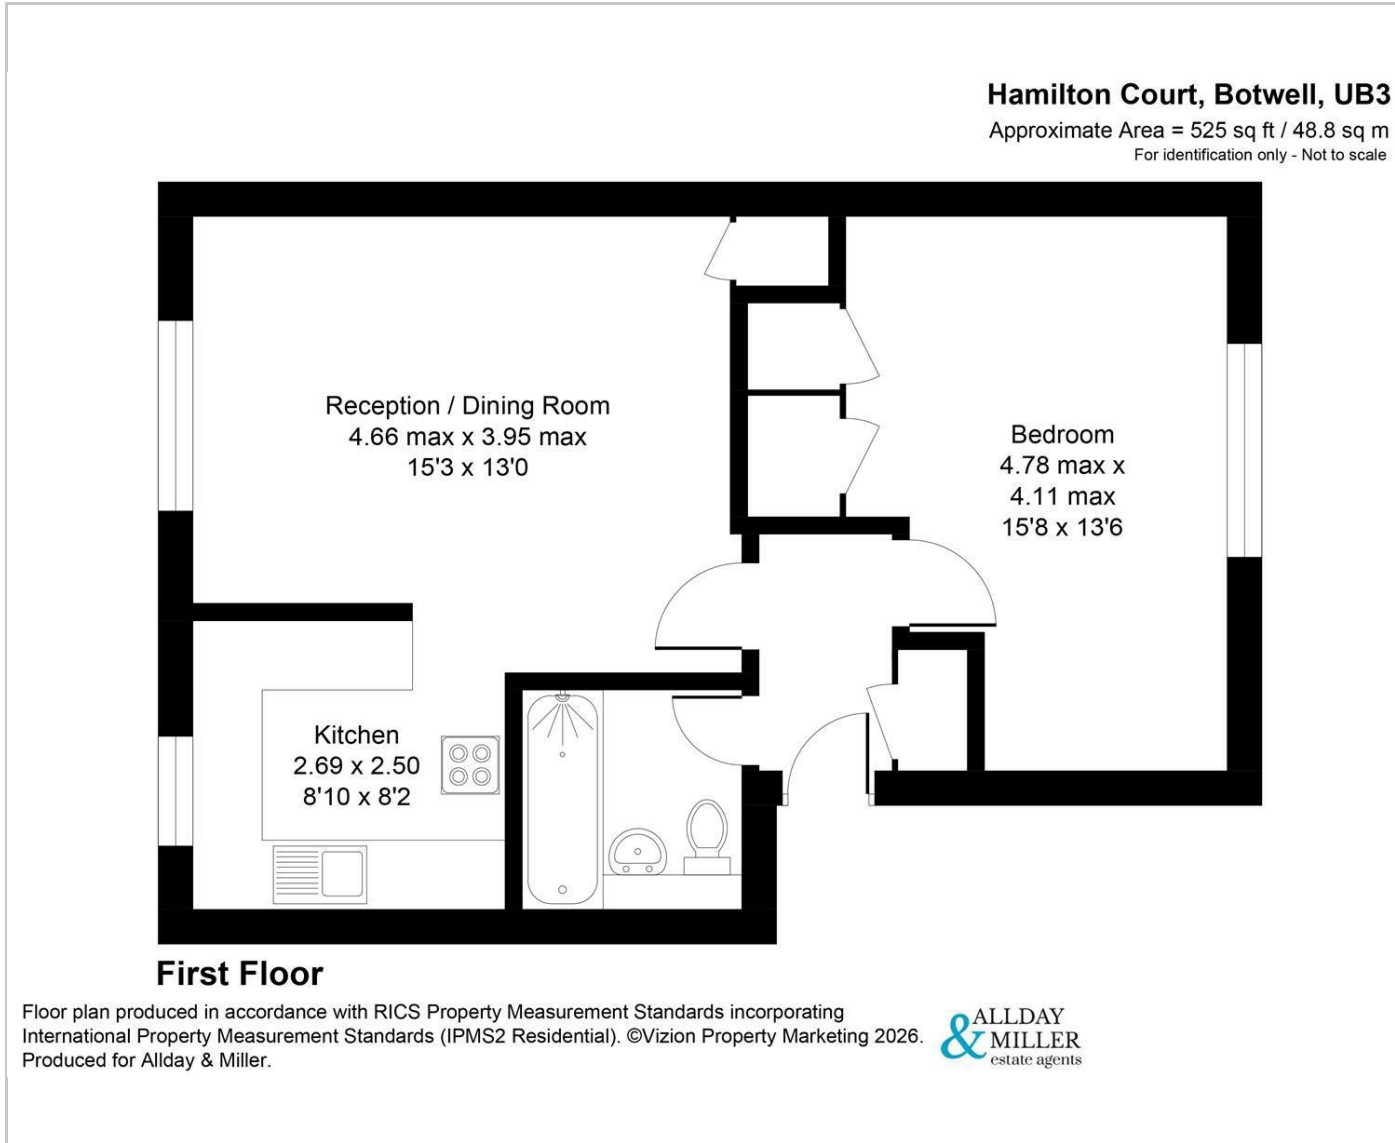 Hamilton Court, Botwell, UB3
Approximate Area = 525 sq ft / 48.8 sq m
For identification only - Not to scale
Reception / Dining Room
4.66 max x 3.95 max
15'3 x 13'0
Bedroom
4.78 max x
4.11 max
15'8 x 13'6
Kitchen
2.69 x 2.50
8'10 x 8'2
First Floor
Floor plan produced in accordance with RICS Property Measurement Standards incorporating
International Property Measurement Standards (IPMS2 Residential). ©Vizion Property Marketing 2026.
Produced for Allday & Miller.
ALLDAY
& MILLER
estate agents